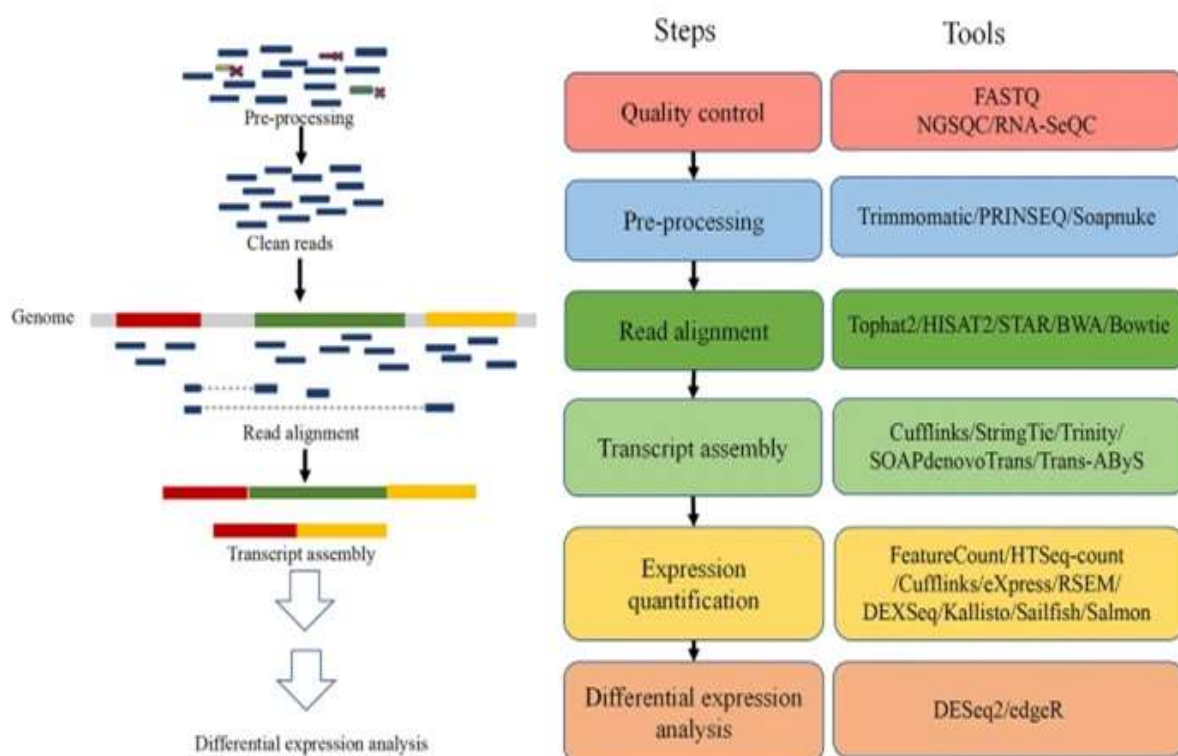 Steps
Tools
Pre-processing
Clean reads
Genome
Read alignment
Transcript assembly
Differential expression analysis
Quality control
FASTQ
NGSQC/RNA-SeQC
Pre-processing
Trimmomatic/PRINSEQ/Soapnuke
Read alignment
Tophat2/HISAT2/STAR/BWA/Bowtie
Transcript assembly
Cufflinks/StringTie/Trinity/
SOAPdenovoTrans/Trans-AByS
Expression
quantification
FeatureCount/HTSeq-count
/Cufflinks/eXpress/RSEM/
DEXSeq/Kallisto/Sailfish/Salmon
Differential expression
analysis
DESeq2/edgeR